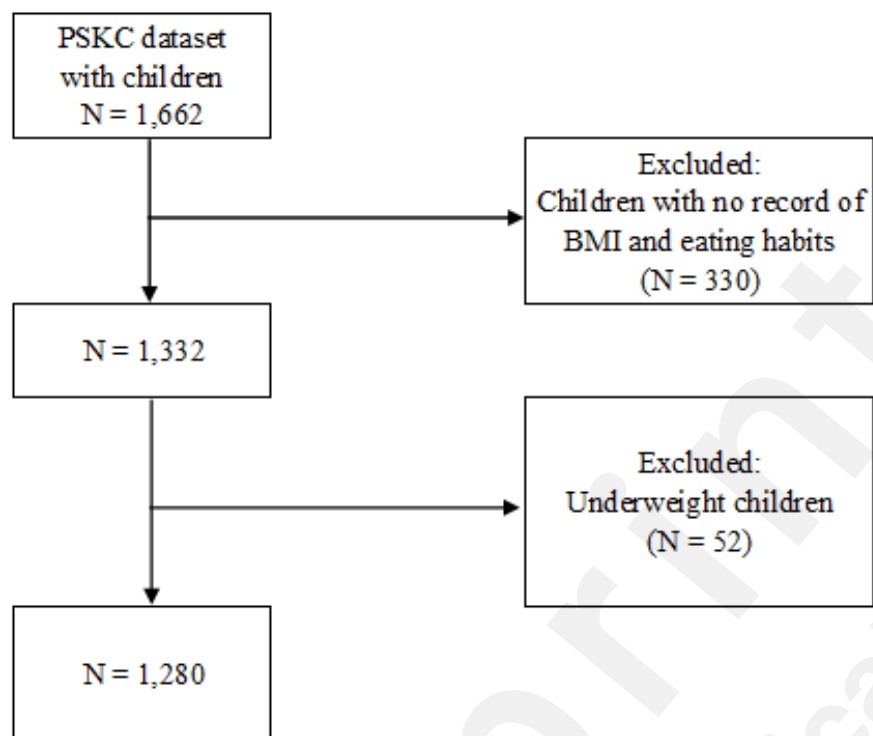 PSKC dataset
with children
N = 1,662
Excluded:
Children with no record of
BMI and eating habits
(N = 330)
N = 1,332
Excluded:
Underweight children
(N = 52)
N = 1,280
print